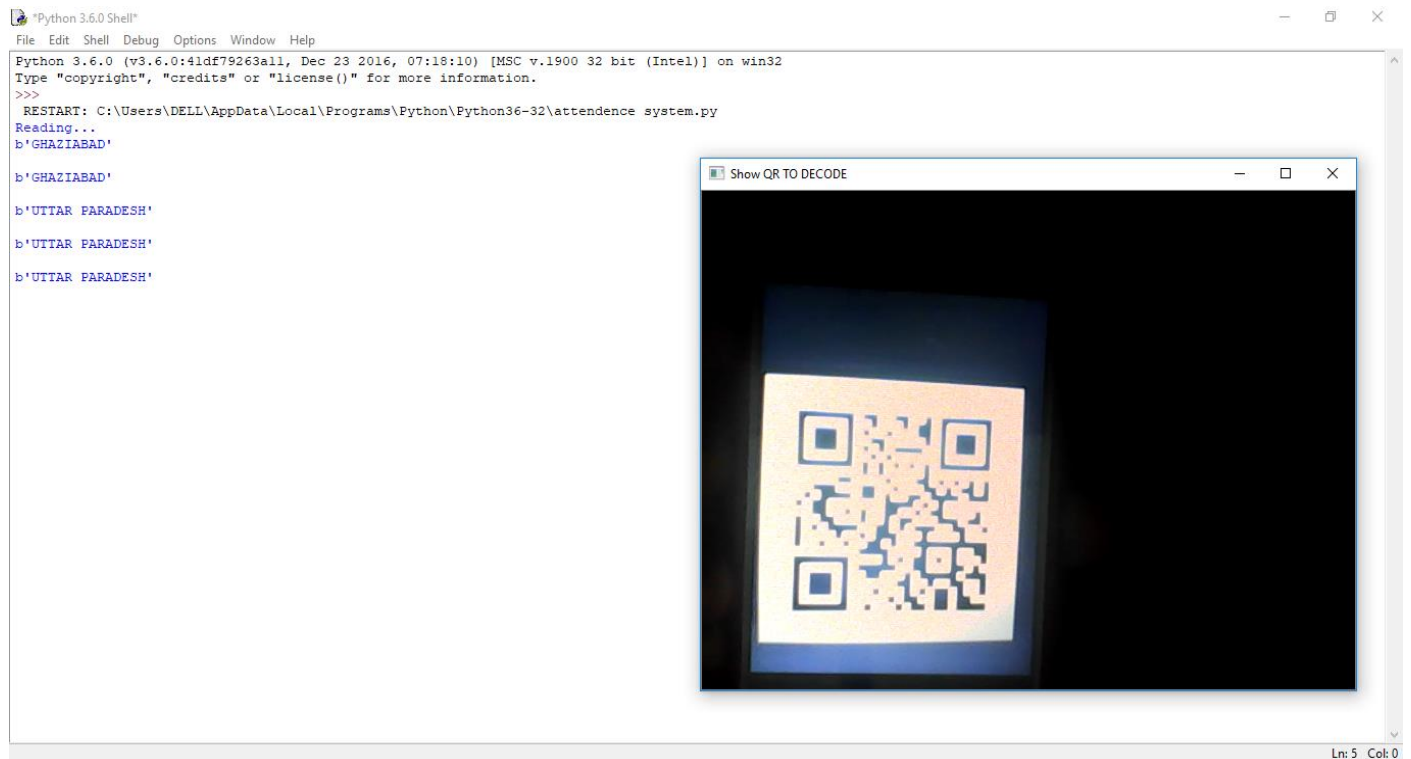 *Python 3.6.0 Shell*
File Edit Shell Debug Options Window Help
Python 3.6.0 (v3.6.0:41df79263a11, Dec 23 2016, 07:18:10) [MSC v.1900 32 bit (Intel)] on win32
Type "copyright", "credits" or "license()" for more information.
>>>
RESTART: C:\Users\DELL\AppData\Local\Programs\Python\Python36-32\attendence system.py
Reading...
b'GHAZIABAD'
b'GHAZIABAD'
b'UTTAR PARADESH'
b'UTTAR PARADESH'
b'UTTAR PARADESH'
Show QR TO DECODE
Ln: 5 Col: 0